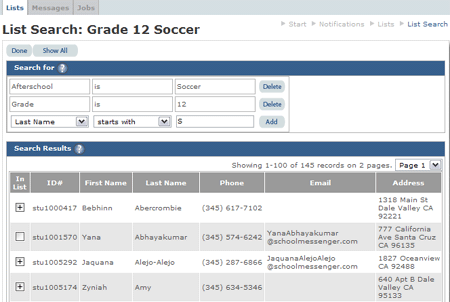 Lists Messages Jobs
Start Notifications Lists List Search
List Search: Grade 12 Soccer
Done Show All
Search for ?
Afterschool is Soccer Delete
Grade is 12 Delete
Last Name starts with S Add
Search Results ?
Showing 1-100 of 145 records on 2 pages. Page 1
In List ID# First Name Last Name Phone Email Address
stu1000417 Bebhinn Abercrombie (345) 617-7102 1318 Main St
Dale Valley CA
92221
stu1001570 Yana Abhayakumar (345) 574-6242 YanaAbhayakumar
@schoolmessenger.com
777 California
Ave Santa Cruz
CA 96135
stu1005292 Jaquana Alejo-Alejo (345) 287-6866 JaquanaAlejoAlejo
@schoolmessenger.com
1827 Oceanview
CA 92488
stu1005174 Zyniah Amy (345) 634-5346 640 Apt B Dale
Valley CA
95133